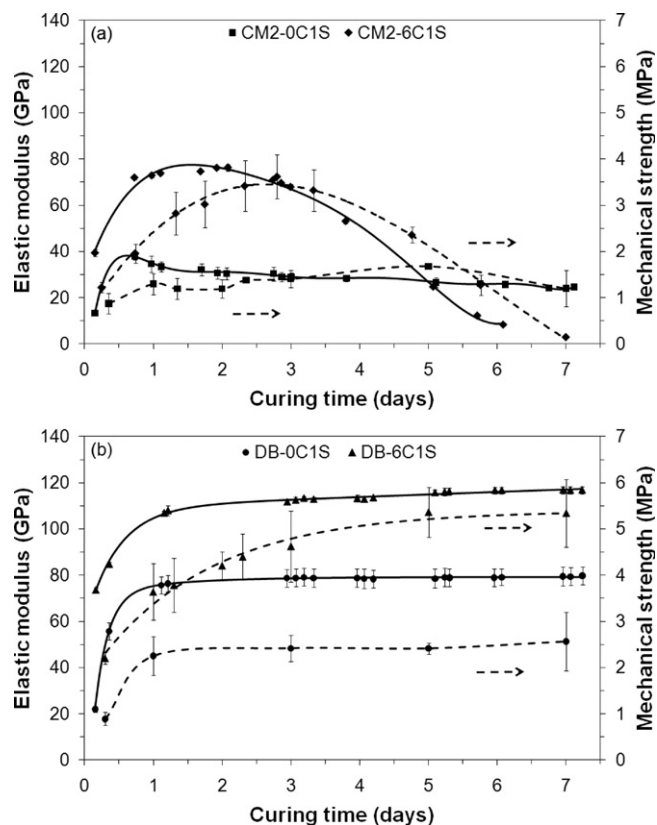 (a)
CM2-0C1S CM2-6C1S
Elastic modulus (GPa)
140
120
100
80
60
40
20
0
Mechanical strength (MPa)
7
6
5
4
3
2
1
0
0 1 2 3 4 5 6 7
Curing time (days)
(b)
DB-0C1S DB-6C1S
Elastic modulus (GPa)
140
120
100
80
60
40
20
0
Mechanical strength (MPa)
7
6
5
4
3
2
1
0
0 1 2 3 4 5 6 7
Curing time (days)